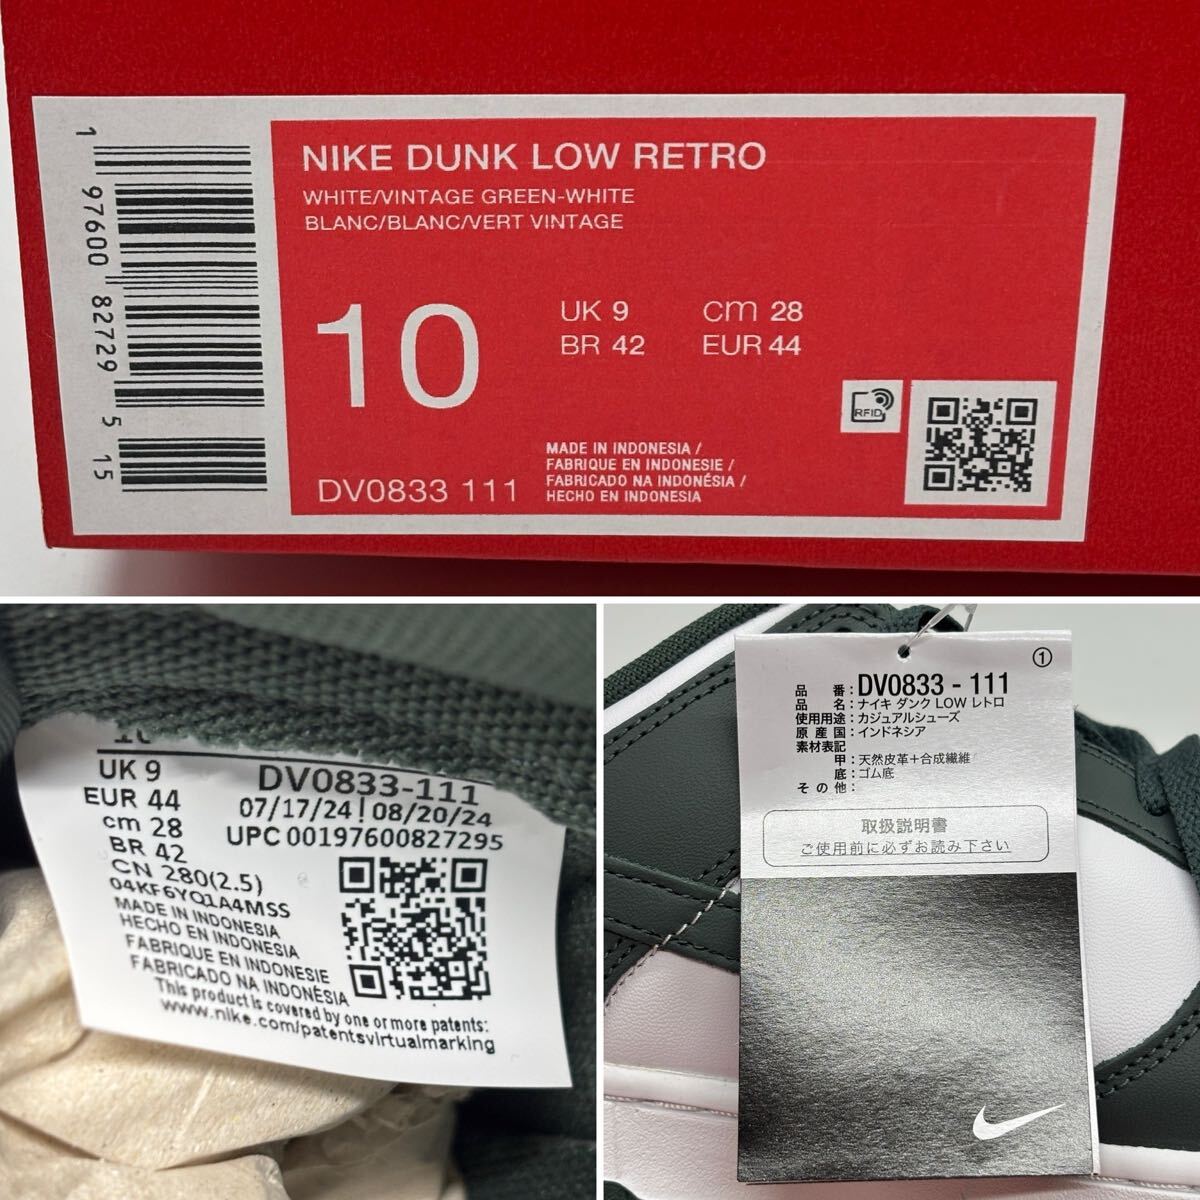 1 97600 82729 5 15
NIKE DUNK LOW RETRO
WHITE/VINTAGE GREEN-WHITE
BLANC/BLANC/VERT VINTAGE
10
UK 9 cm 28
BR 42 EUR 44
RFID
DV0833 111
MADE IN INDONESIA /
FABRIQUE EN INDONESIE /
FABRICADO NA INDONÉSIA /
HECHO EN INDONESIA
UK 9
EUR 44
cm 28
BR 42
CN 280(2.5)
04KF6YQ1A4MSS
DV0833-111
07/17/24|08/20/24
UPC 00197600827295
MADE IN INDONESIA
HECHO EN INDONESIA
FABRIQUE EN INDONESIE
FABRICADO NA INDONÉSIA
This product is covered by one or more patents:
www.nike.com/patentsvirtualmarking
①
品 番：DV0833 - 111
品 名：ナイキ ダンク LOW レトロ
使用用途：カジュアルシューズ
原 産 国：インドネシア
素材表記
甲：天然皮革+合成繊維
底：ゴム底
そ の 他：
取扱説明書
ご使用前に必ずお読み下さい